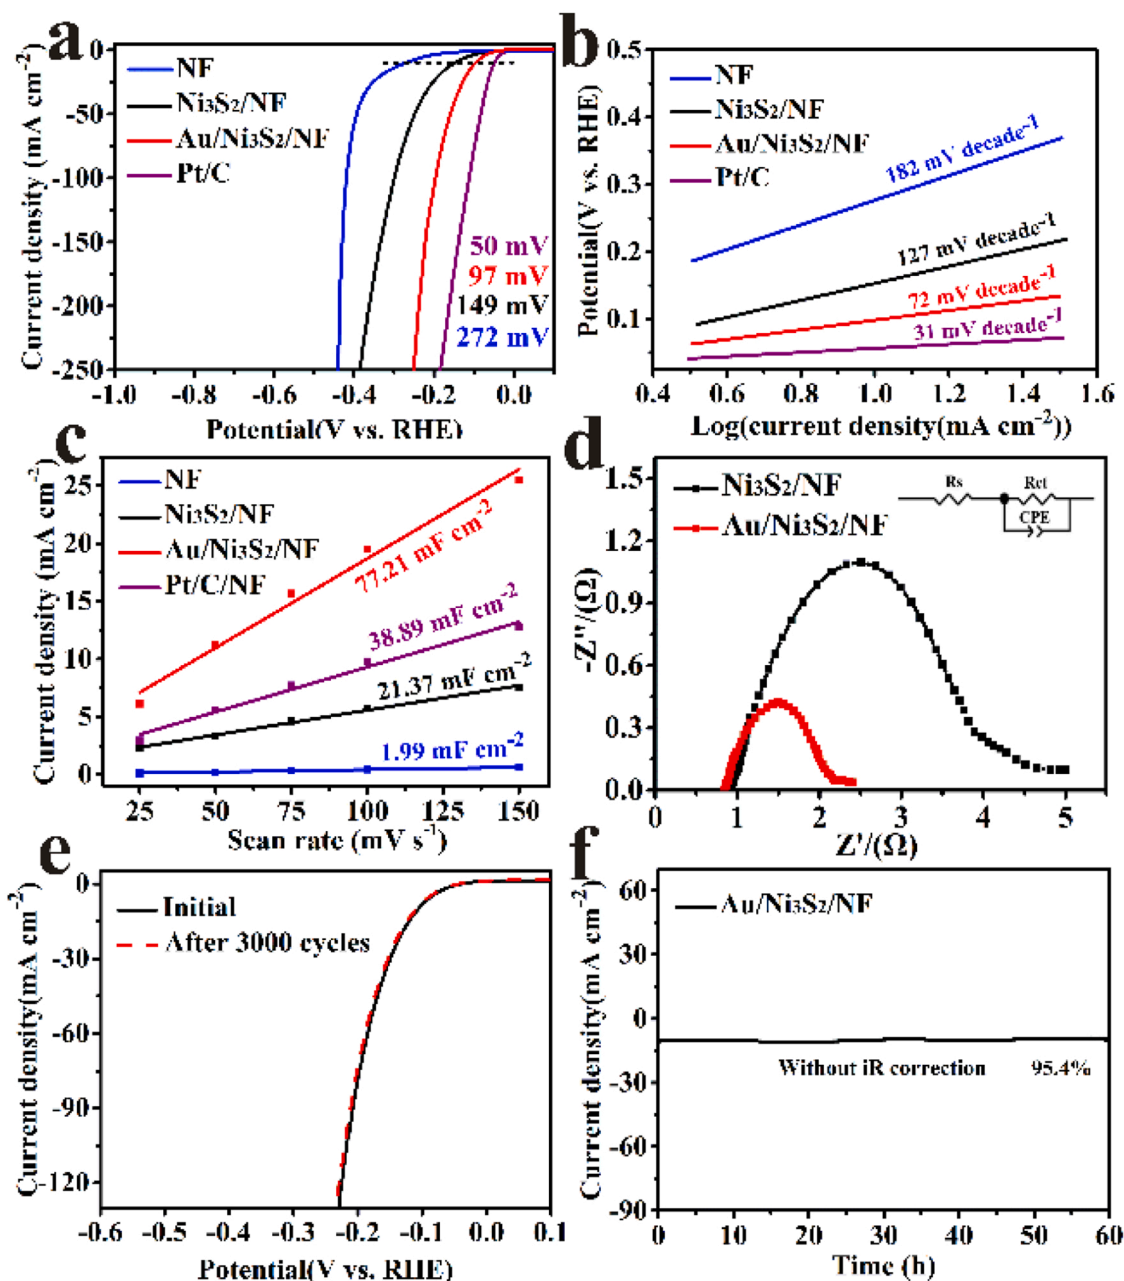 a
0
-50
-100
-150
-200
-250
Current density (mA cm⁻²)
NF
Ni₃S₂/NF
Au/Ni₃S₂/NF
Pt/C
50 mV
97 mV
149 mV
272 mV
-1.0 -0.8 -0.6 -0.4 -0.2 0.0
Potential(V vs. RHE)
b
0.5
0.4
0.3
0.2
0.1
Potential(V vs. RHE)
NF
Ni₃S₂/NF
Au/Ni₃S₂/NF
Pt/C
182 mV decade⁻¹
127 mV decade⁻¹
72 mV decade⁻¹
31 mV decade⁻¹
0.4 0.6 0.8 1.0 1.2 1.4 1.6
Log(current density(mA cm⁻²))
c
25
20
15
10
5
0
Current density (mA cm⁻²)
NF
Ni₃S₂/NF
Au/Ni₃S₂/NF
Pt/C/NF
77.21 mF cm⁻²
38.89 mF cm⁻²
21.37 mF cm⁻²
1.99 mF cm⁻²
25 50 75 100 125 150
Scan rate (mV s⁻¹)
d
1.5
1.2
0.9
0.6
0.3
0.0
-Z''/(Ω)
Ni₃S₂/NF
Au/Ni₃S₂/NF
Rs
Rct
CPE
0 1 2 3 4 5
Z'/(Ω)
e
0
-30
-60
-90
-120
Current density(mA cm⁻²)
Initial
After 3000 cycles
-0.6 -0.5 -0.4 -0.3 -0.2 -0.1 0.0 0.1
Potential(V vs. RHE)
f
60
30
0
-30
-60
-90
Current density(mA cm⁻²)
Au/Ni₃S₂/NF
Without iR correction 95.4%
0 10 20 30 40 50 60
Time (h)